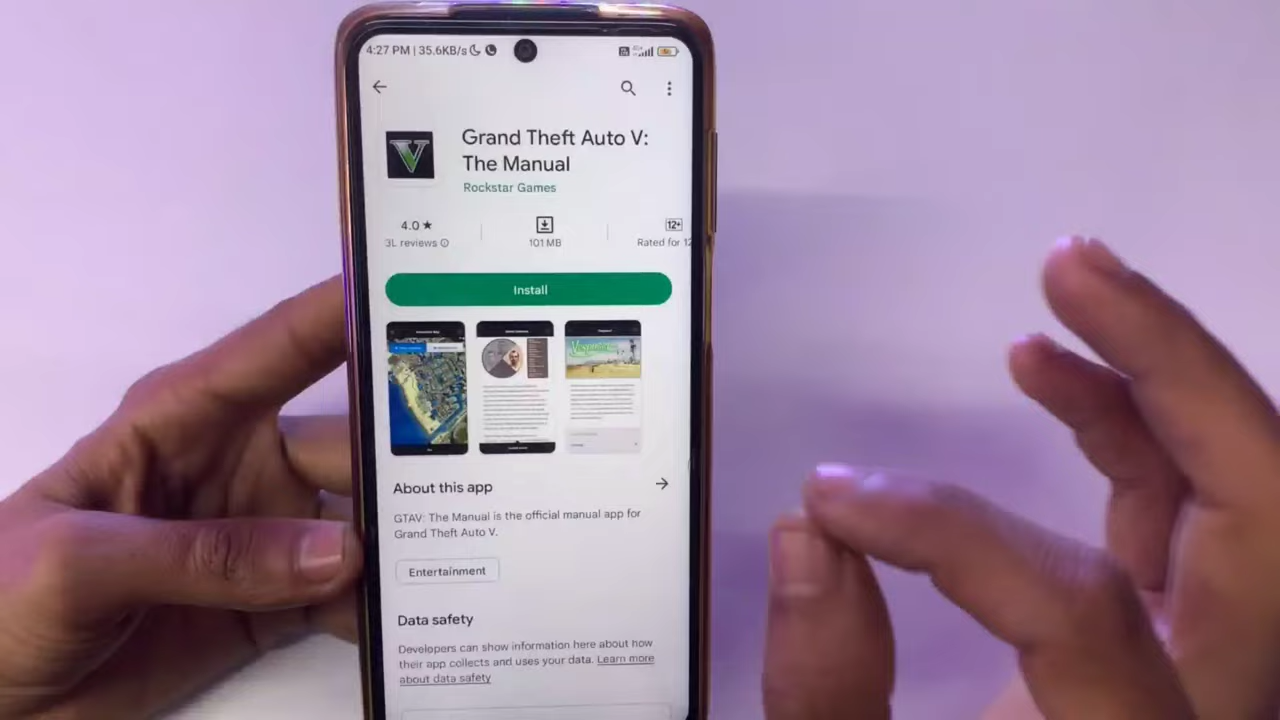 4:27 PM | 35.6KB/s
Grand Theft Auto V:
The Manual
Rockstar Games
4.0 ★
3L reviews
101 MB
12+
Rated for 12
Install
About this app
GTAV: The Manual is the official manual app for
Grand Theft Auto V.
Entertainment
Data safety
Developers can show information here about how
their app collects and uses your data. Learn more
about data safety